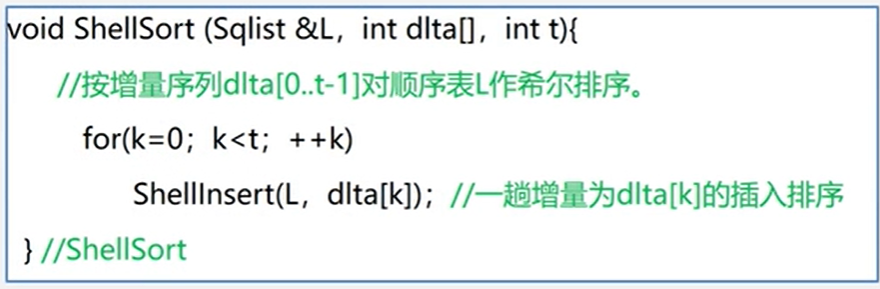 void ShellSort (Sqlist &L，int dlta[]，int t){
//按增量序列dlta[0..t-1]对顺序表L作希尔排序。
for(k=0；k<t；++k)
ShellInsert(L，dlta[k])；//一趟增量为dlta[k]的插入排序
} //ShellSort